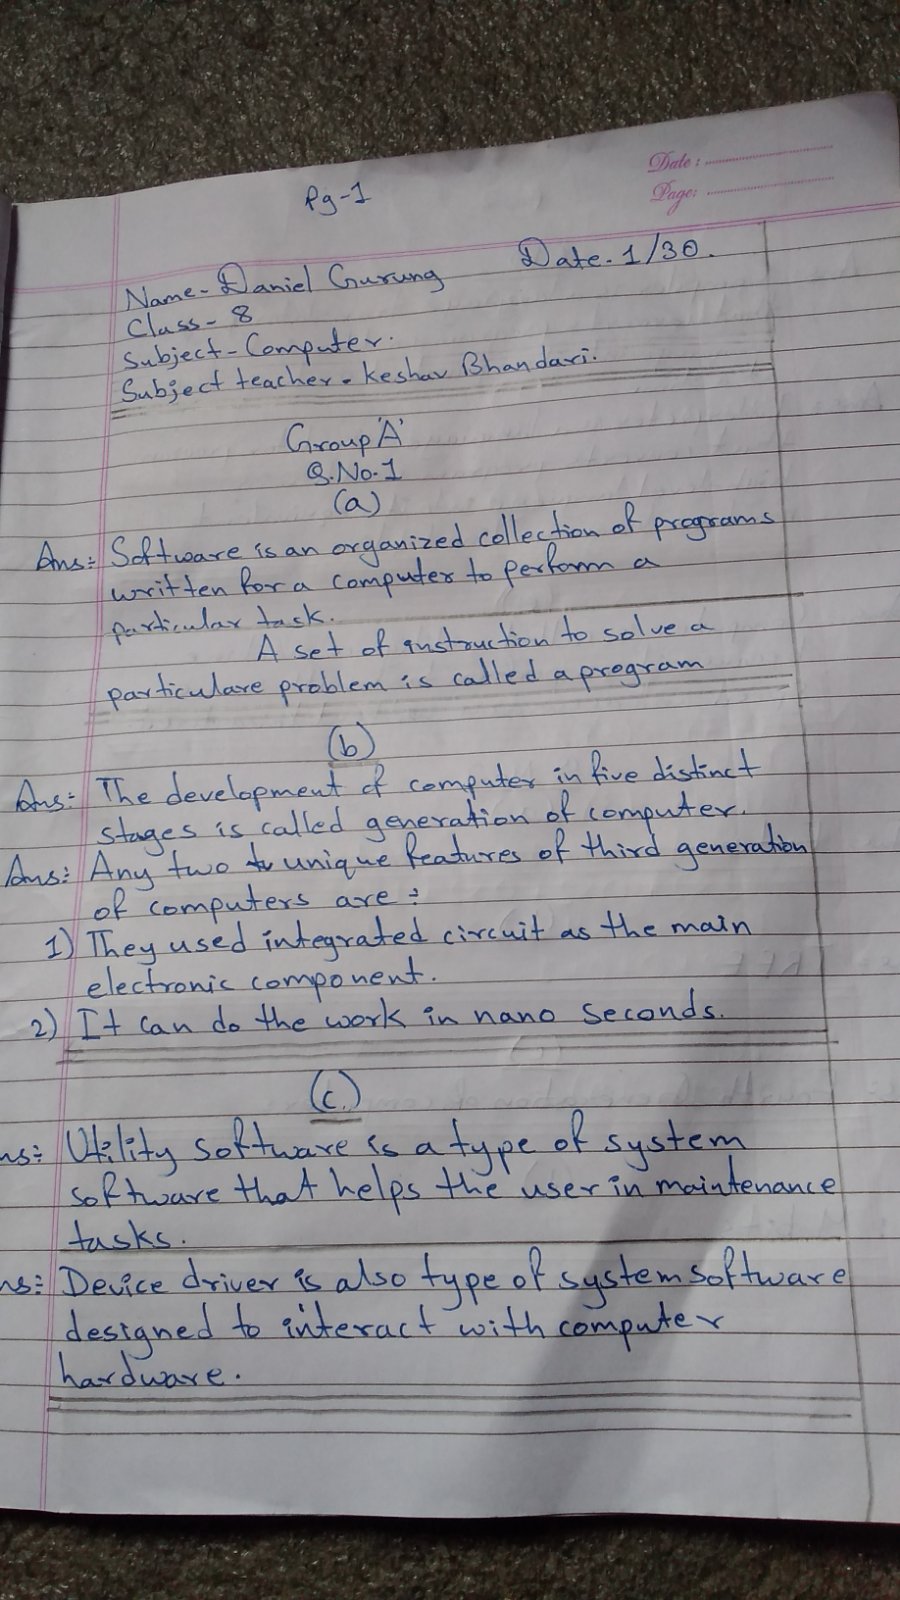 Date:
Page:
Pg-1
Name- Daniel Gurung Date-1/30.
Class- 8
Subject- Computer.
Subject teacher- keshav Bhandari.
Group 'A'
Q.No.1
(a)
Ans: Software is an organized collection of programs
written for a computer to perform a
particular task.
A set of instruction to solve a
particulare problem is called a program
(b)
Ans: The development of computer in five distinct
stages is called generation of computer.
Ans: Any two unique features of third generation
of computers are:
1) They used integrated circuit as the main
electronic component.
2) It can do the work in nano seconds.
(c)
ns: Utility software is a type of system
software that helps the user in maintenance
tasks.
ns: Device driver is also type of system software
designed to interact with computer
hardware.